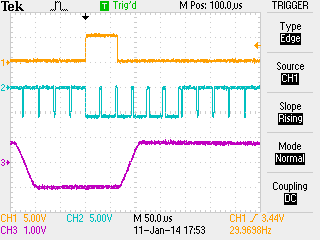 Tek T Trig'd M Pos: 100.0µs TRIGGER
Type
Edge
Source
CH1
Slope
Rising
Mode
Normal
Coupling
DC
1
2
3
CH1 5.00V CH2 5.00V M 50.0µs CH1 / 3.44V
CH3 1.00V 11-Jan-14 17:53 29.9698Hz